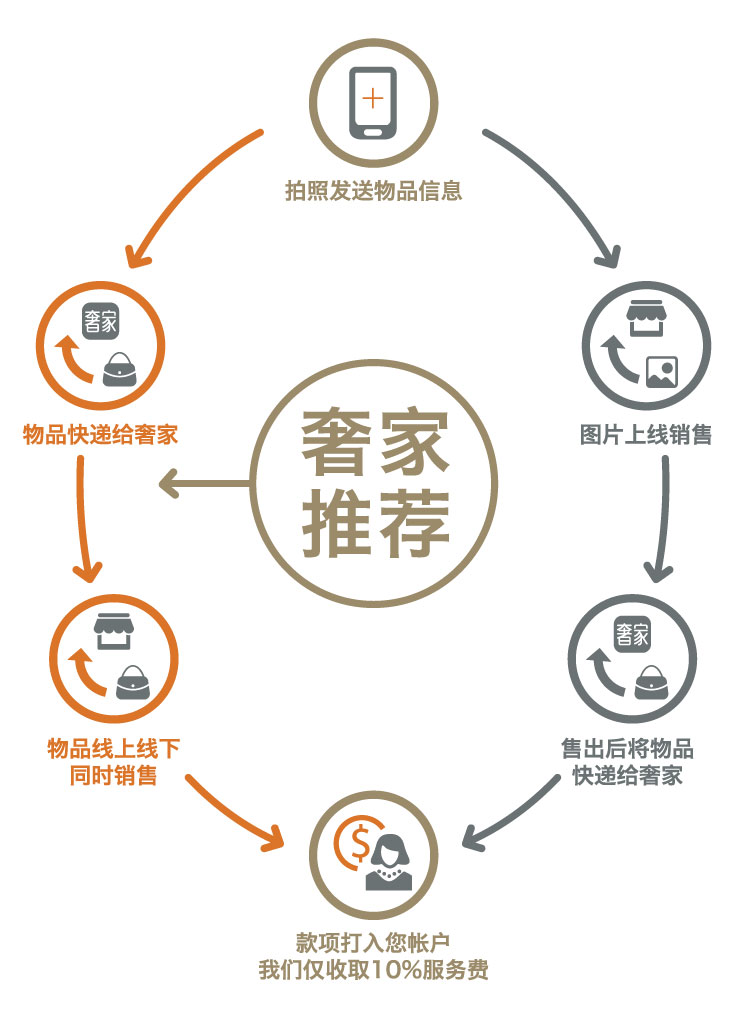 拍照发送物品信息
奢家
物品快递给奢家
图片上线销售
奢家
推荐
奢家
物品线上线下
同时销售
售出后将物品
快递给奢家
$
款项打入您帐户
我们仅收取10%服务费